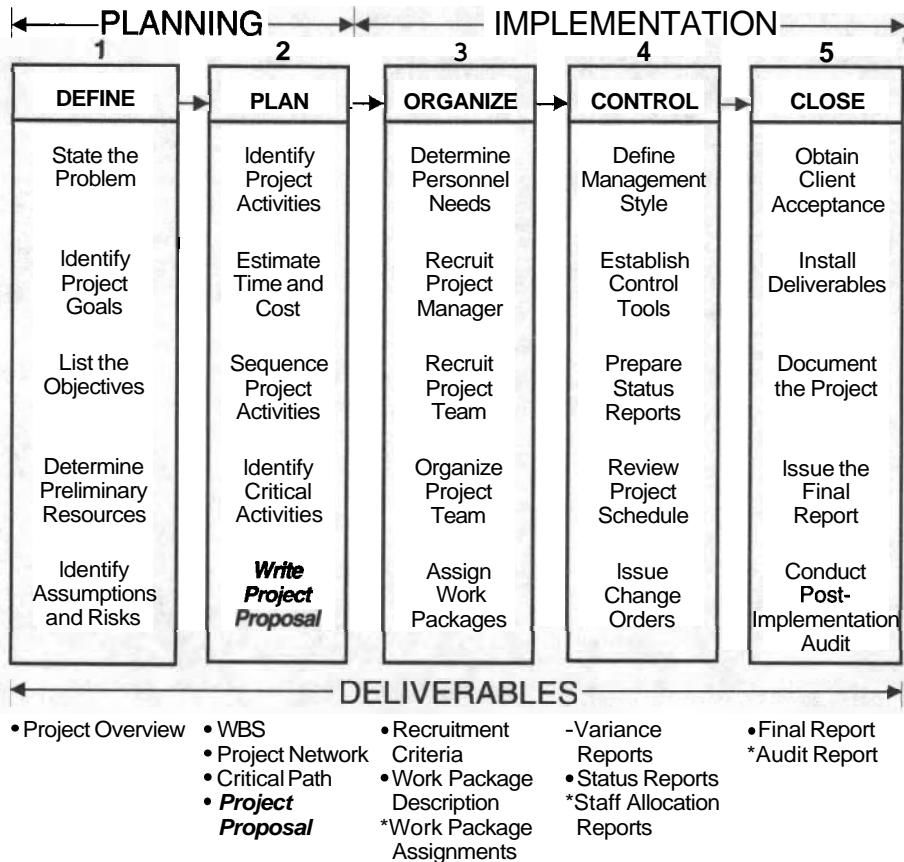 PLANNING IMPLEMENTATION
1 2 3 4 5
DEFINE PLAN ORGANIZE CONTROL CLOSE
State the
Problem
Identify
Project
Goals
List the
Objectives
Determine
Preliminary
Resources
Identify
Assumptions
and Risks
Identify
Project
Activities
Estimate
Time and
Cost
Sequence
Project
Activities
Identify
Critical
Activities
Write
Project
Proposal
Determine
Personnel
Needs
Recruit
Project
Manager
Recruit
Project
Team
Organize
Project
Team
Assign
Work
Packages
Define
Management
Style
Establish
Control
Tools
Prepare
Status
Reports
Review
Project
Schedule
Issue
Change
Orders
Obtain
Client
Acceptance
Install
Deliverables
Document
the Project
Issue the
Final
Report
Conduct
Post-
Implementation
Audit
DELIVERABLES
• Project Overview
• WBS
• Project Network
• Critical Path
• Project
Proposal
• Recruitment
Criteria
• Work Package
Description
*Work Package
Assignments
-Variance
Reports
• Status Reports
*Staff Allocation
Reports
• Final Report
*Audit Report